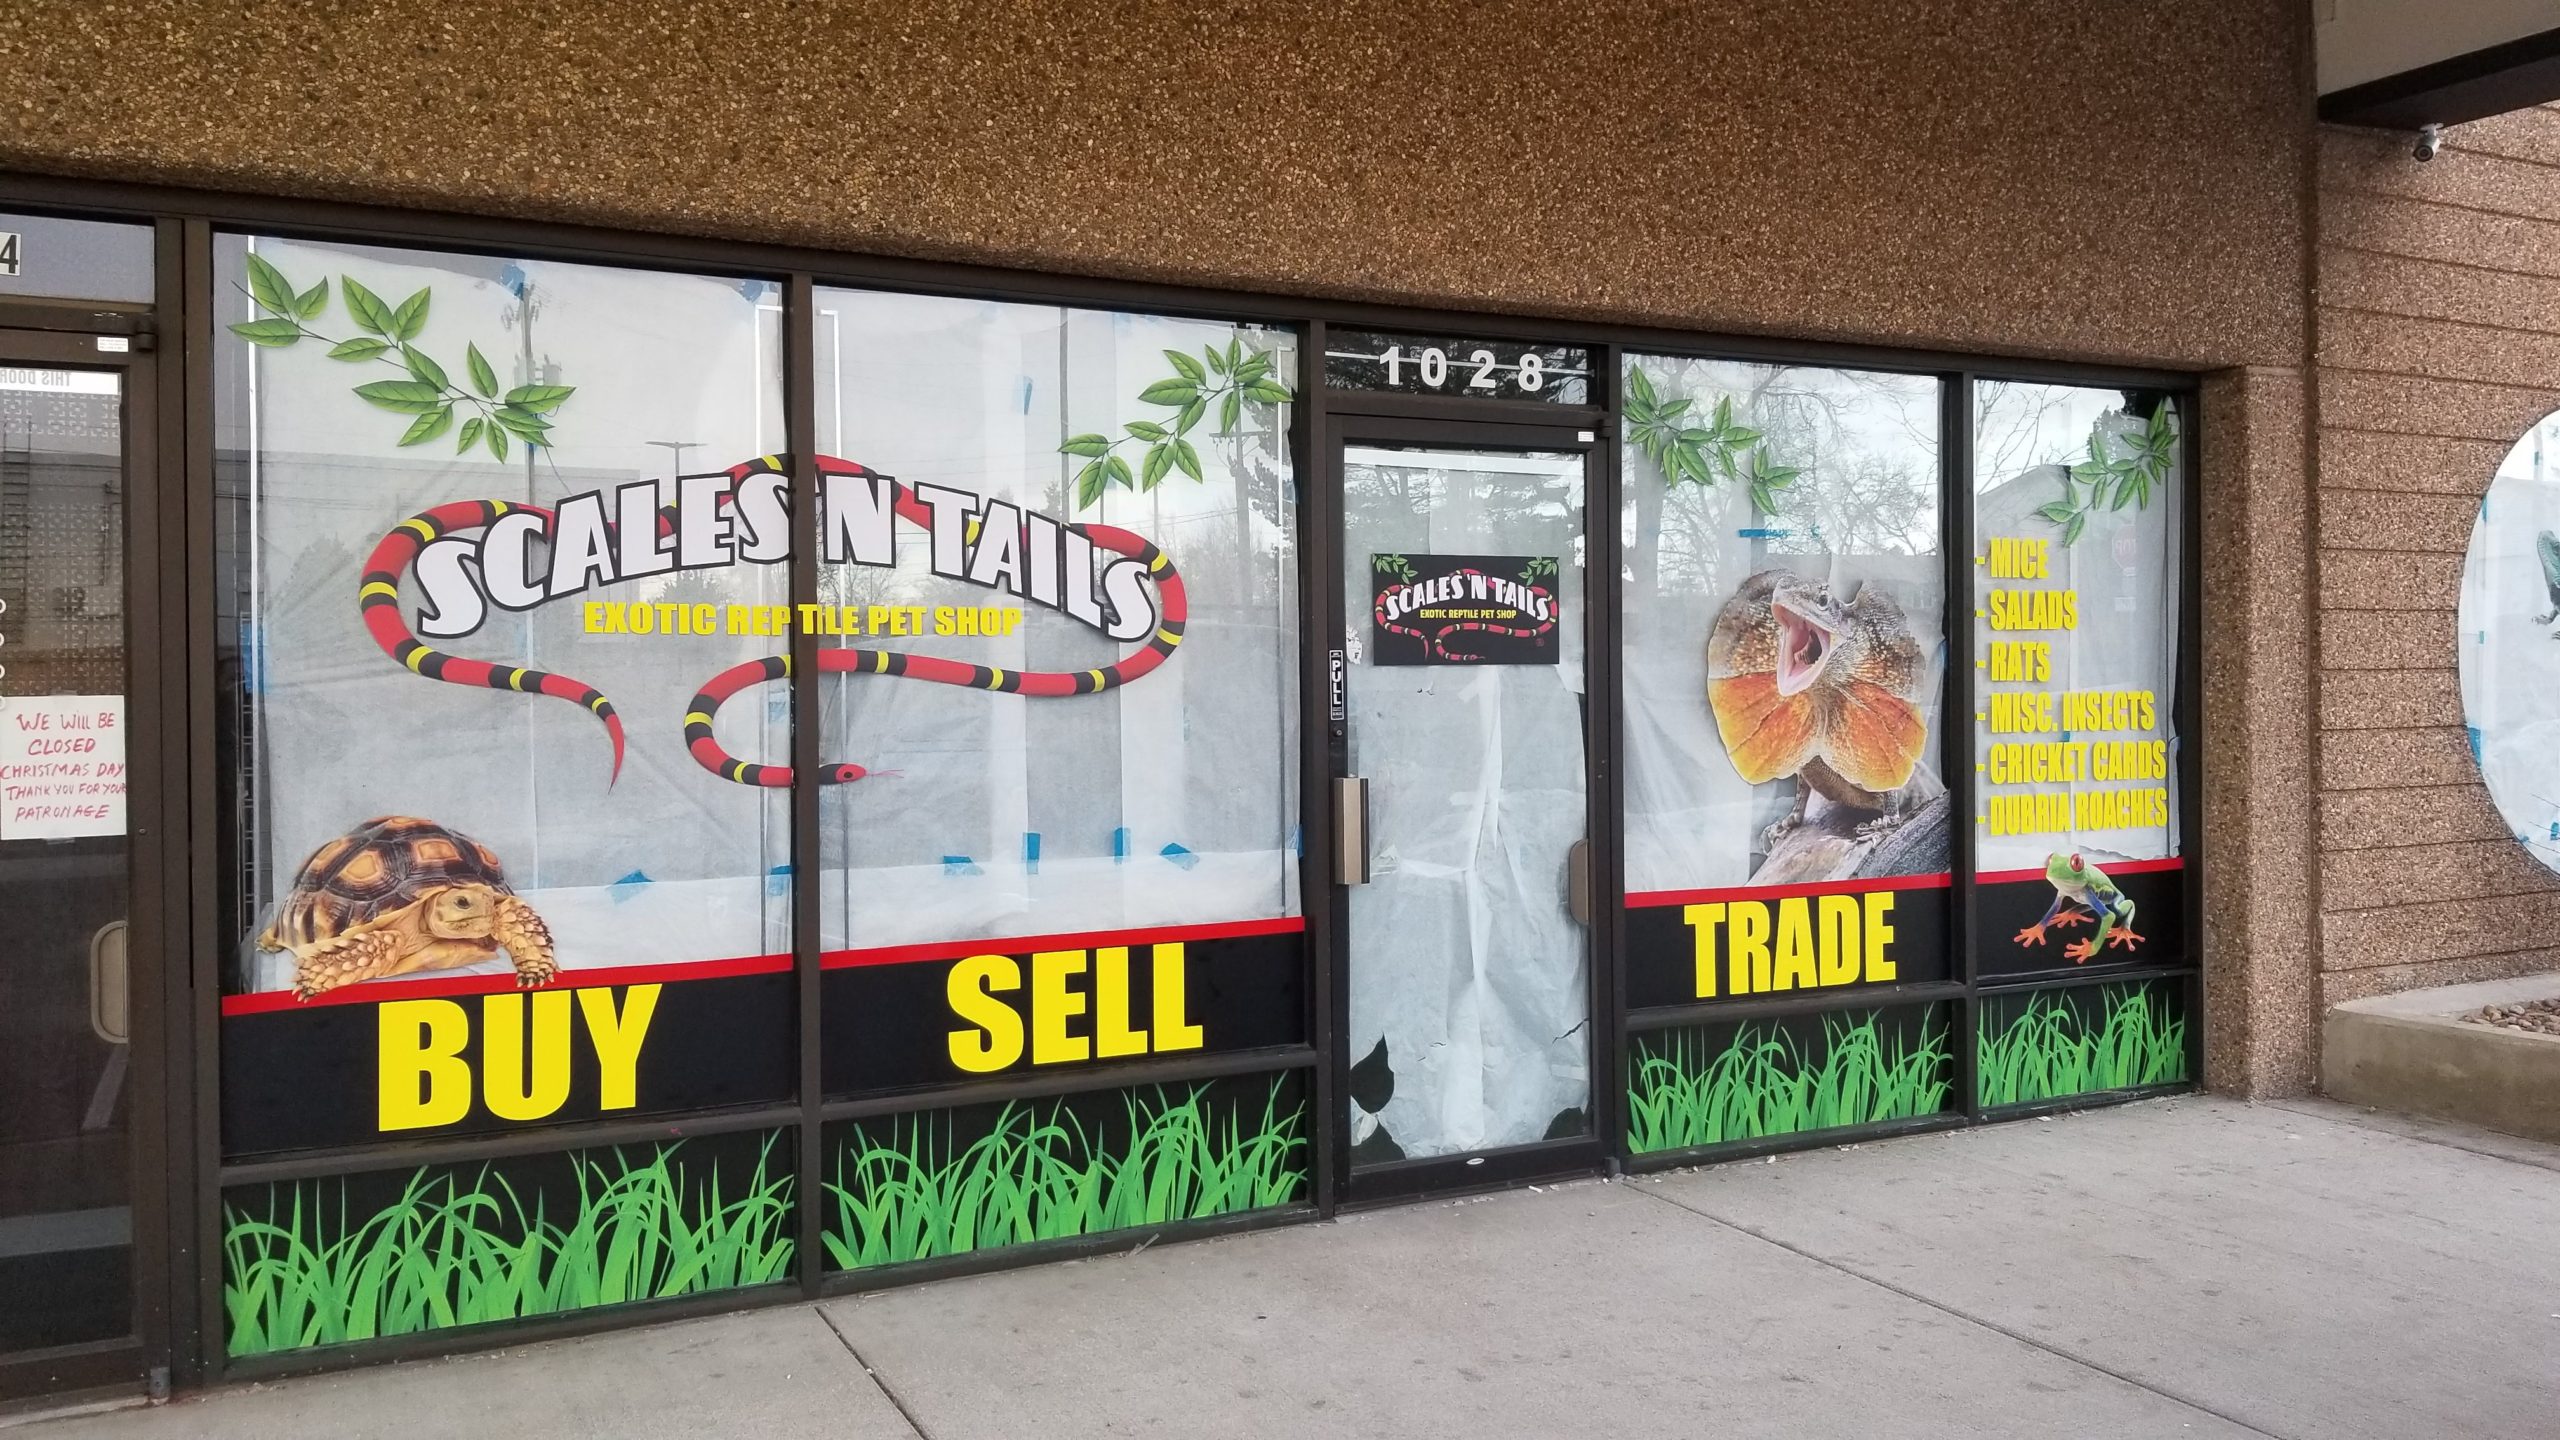 4
WE WILL BE
CLOSED
CHRISTMAS DAY
THANK YOU FOR YOUR
PATRONAGE
SCALES 'N TAILS
EXOTIC REPTILE PET SHOP
BUY
SELL
1028
SCALES 'N TAILS
EXOTIC REPTILE PET SHOP
PULL
TRADE
- MICE
- SALADS
- RATS
- MISC. INSECTS
- CRICKET CARDS
- DUBRIA ROACHES